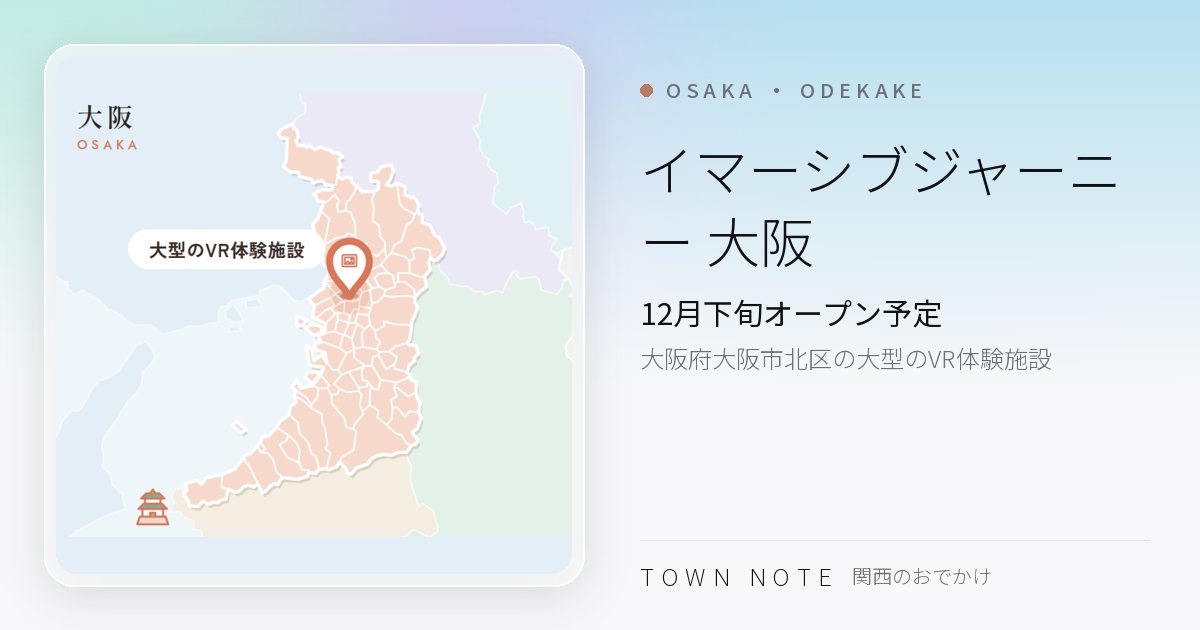 大阪
OSAKA
大型のVR体験施設
OSAKA・ODEKAKE
イマーシブジャーニ
ー 大阪
12月下旬オープン予定
大阪府大阪市北区の大型のVR体験施設
TOWN NOTE 関西のおでかけ